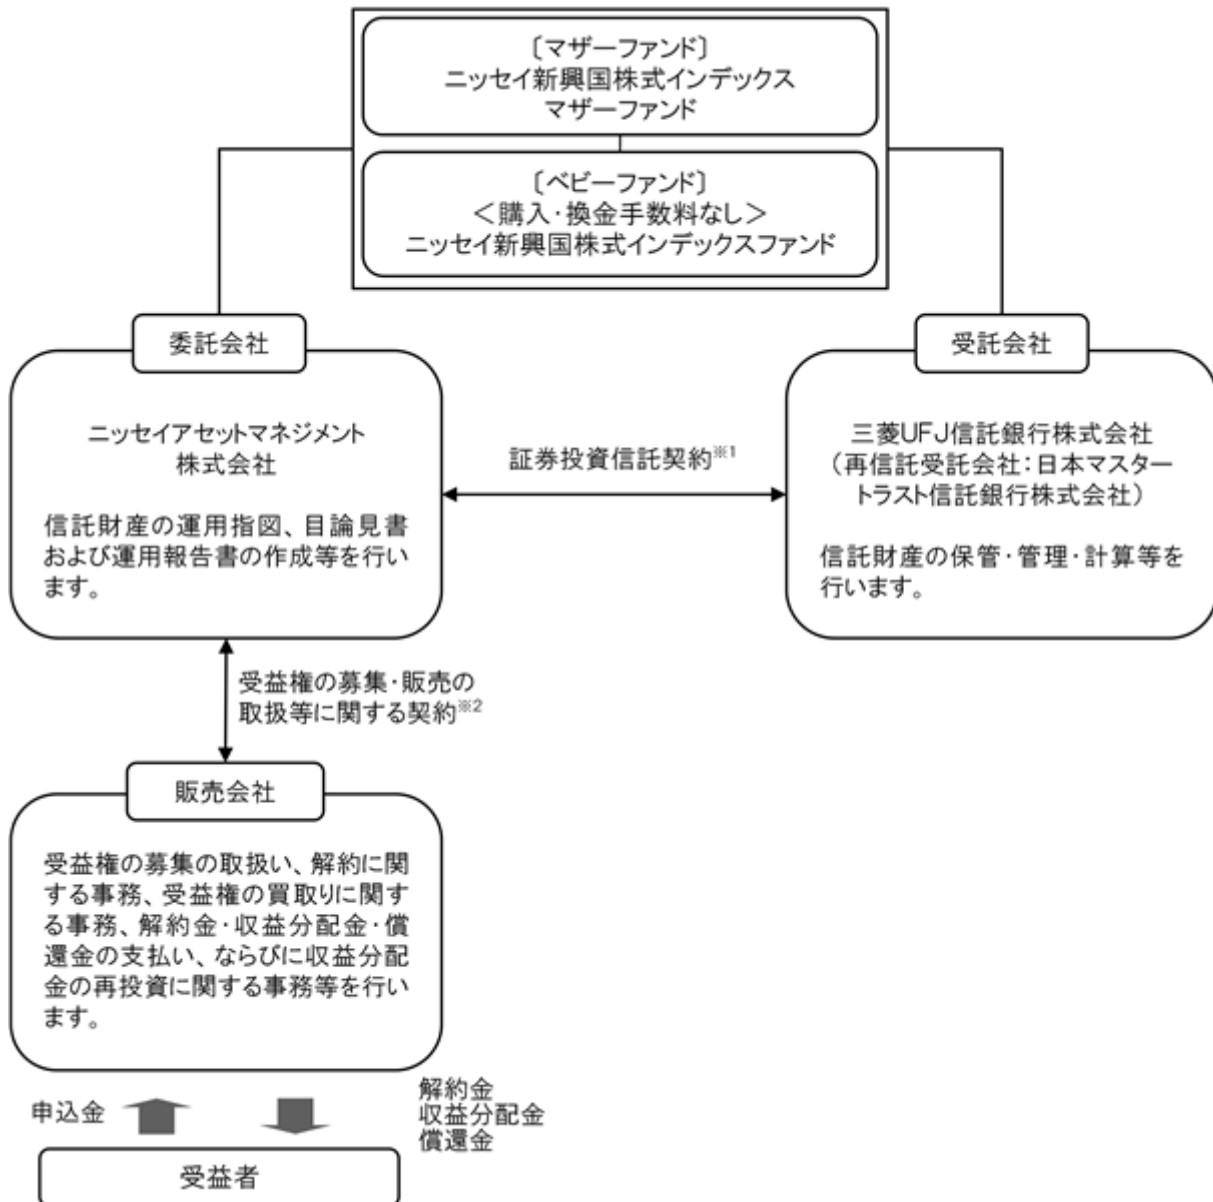 〔マザーファンド〕
ニッセイ新興国株式インデックス
マザーファンド
〔ベビーファンド〕
＜購入・換金手数料なし＞
ニッセイ新興国株式インデックスファンド
委託会社
ニッセイアセットマネジメント
株式会社
信託財産の運用指図、目論見書
および運用報告書の作成等を行い
ます。
証券投資信託契約※1
受託会社
三菱UFJ信託銀行株式会社
（再信託受託会社：日本マスター
トラスト信託銀行株式会社）
信託財産の保管・管理・計算等を
行います。
受益権の募集・販売の
取扱等に関する契約※2
販売会社
受益権の募集の取扱い、解約に関
する事務、受益権の買取りに関す
る事務、解約金・収益分配金・償
還金の支払い、ならびに収益分配
金の再投資に関する事務等を行い
ます。
申込金
解約金
収益分配金
償還金
受益者